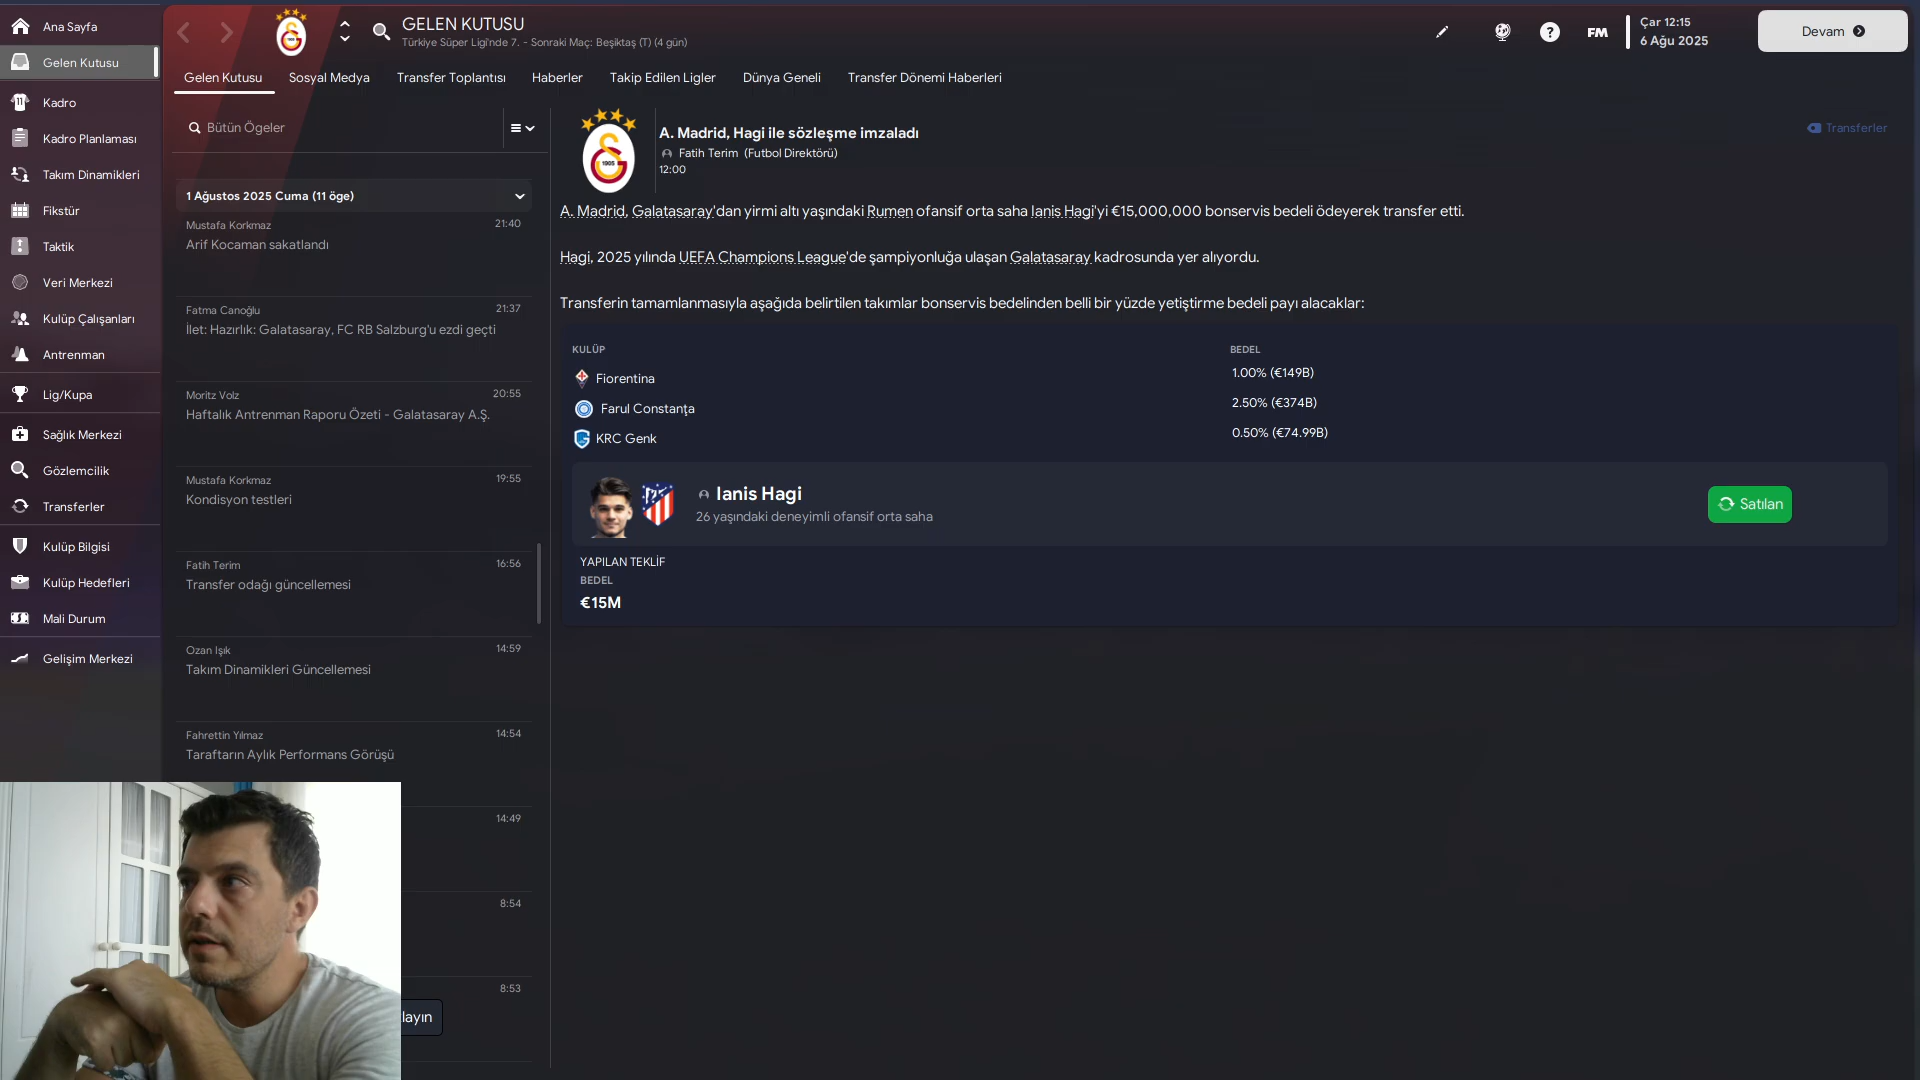 Ana Sayfa
Gelen Kutusu
Kadro
Kadro Planlaması
Takım Dinamikleri
Fikstür
Taktik
Veri Merkezi
Kulüp Çalışanları
Antrenman
Lig/Kupa
Sağlık Merkezi
Gözlemcilik
Transferler
Kulüp Bilgisi
Kulüp Hedefleri
Mali Durum
Gelişim Merkezi
GELEN KUTUSU
Türkiye Süper Ligi'nde 7. - Sonraki Maç: Beşiktaş (T) (4 gün)
FM
Çar 12:15
6 Ağu 2025
Devam
Gelen Kutusu Sosyal Medya Transfer Toplantısı Haberler Takip Edilen Ligler Dünya Geneli Transfer Dönemi Haberleri
Bütün Ögeler
1 Ağustos 2025 Cuma (11 öge)
Mustafa Korkmaz 21:40
Arif Kocaman sakatlandı
Fatma Canoğlu 21:37
İlet: Hazırlık: Galatasaray, FC RB Salzburg'u ezdi geçti
Moritz Volz 20:55
Haftalık Antrenman Raporu Özeti - Galatasaray A.Ş.
Mustafa Korkmaz 19:55
Kondisyon testleri
Fatih Terim 16:56
Transfer odağı güncellemesi
Ozan Işık 14:59
Takım Dinamikleri Güncellemesi
Fahrettin Yılmaz 14:54
Taraftarın Aylık Performans Görüşü
14:49
8:54
8:53
layın
1905
A. Madrid, Hagi ile sözleşme imzaladı
Fatih Terim (Futbol Direktörü)
12:00
Transferler
A. Madrid, Galatasaray'dan yirmi altı yaşındaki Rumen ofansif orta saha Ianis Hagi'yi €15,000,000 bonservis bedeli ödeyerek transfer etti.
Hagi, 2025 yılında UEFA Champions League'de şampiyonluğa ulaşan Galatasaray kadrosunda yer alıyordu.
Transferin tamamlanmasıyla aşağıda belirtilen takımlar bonservis bedelinden belli bir yüzde yetiştirme bedeli payı alacaklar:
KULÜP BEDEL
Fiorentina 1.00% (€149B)
Farul Constanța 2.50% (€374B)
KRC Genk 0.50% (€74.99B)
Ianis Hagi
26 yaşındaki deneyimli ofansif orta saha
Satılan
YAPILAN TEKLİF
BEDEL
€15M